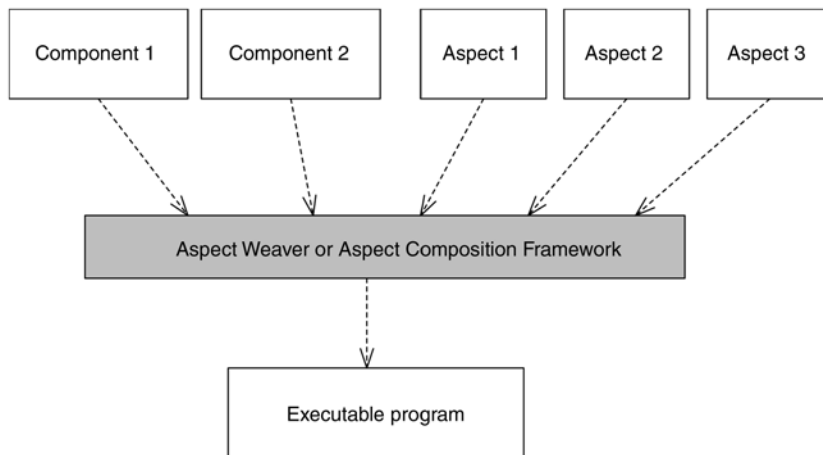 Component 1
Component 2
Aspect 1
Aspect 2
Aspect 3
Aspect Weaver or Aspect Composition Framework
Executable program